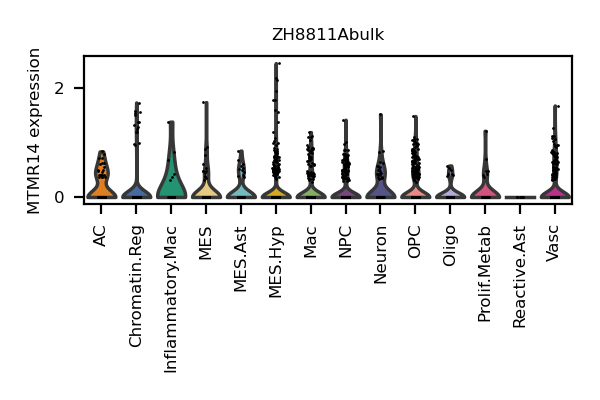 ZH8811Abulk
MTMR14 expression
2
0
AC
Chromatin.Reg
Inflammatory.Mac
MES
MES.Ast
MES.Hyp
Mac
NPC
Neuron
OPC
Oligo
Prolif.Metab
Reactive.Ast
Vasc